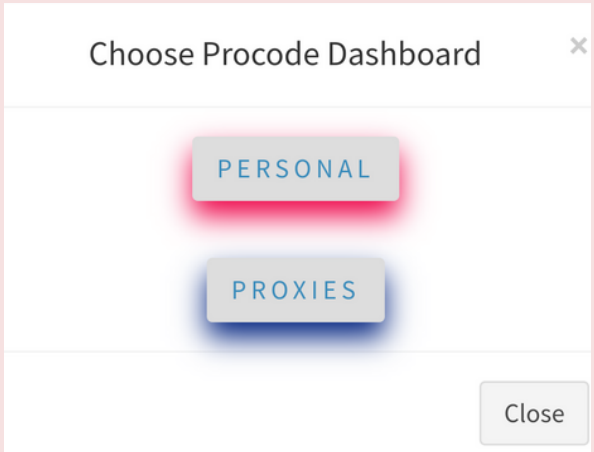 Choose Procode Dashboard
×
PERSONAL
PROXIES
Close